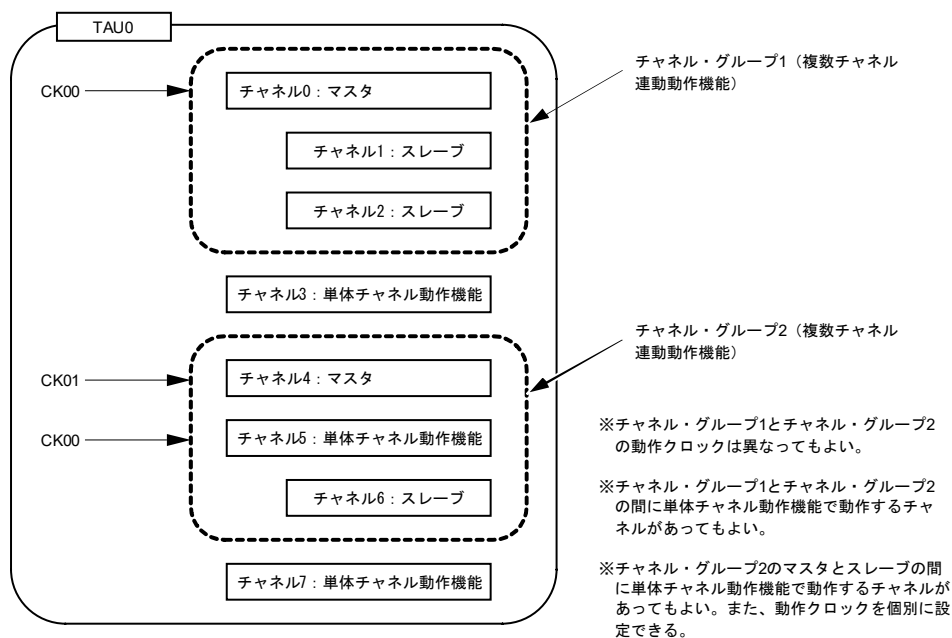 TAU0
CK00
チャネル0：マスタ
チャネル1：スレーブ
チャネル2：スレーブ
チャネル・グループ1（複数チャネル
連動動作機能）
チャネル3：単体チャネル動作機能
チャネル・グループ2（複数チャネル
連動動作機能）
CK01
チャネル4：マスタ
CK00
チャネル5：単体チャネル動作機能
チャネル6：スレーブ
チャネル7：単体チャネル動作機能
※チャネル・グループ1とチャネル・グループ2
の動作クロックは異なってもよい。
※チャネル・グループ1とチャネル・グループ2
の間に単体チャネル動作機能で動作するチャ
ネルがあってもよい。
※チャネル・グループ2のマスタとスレーブの間
に単体チャネル動作機能で動作するチャネルが
あってもよい。また、動作クロックを個別に設
定できる。